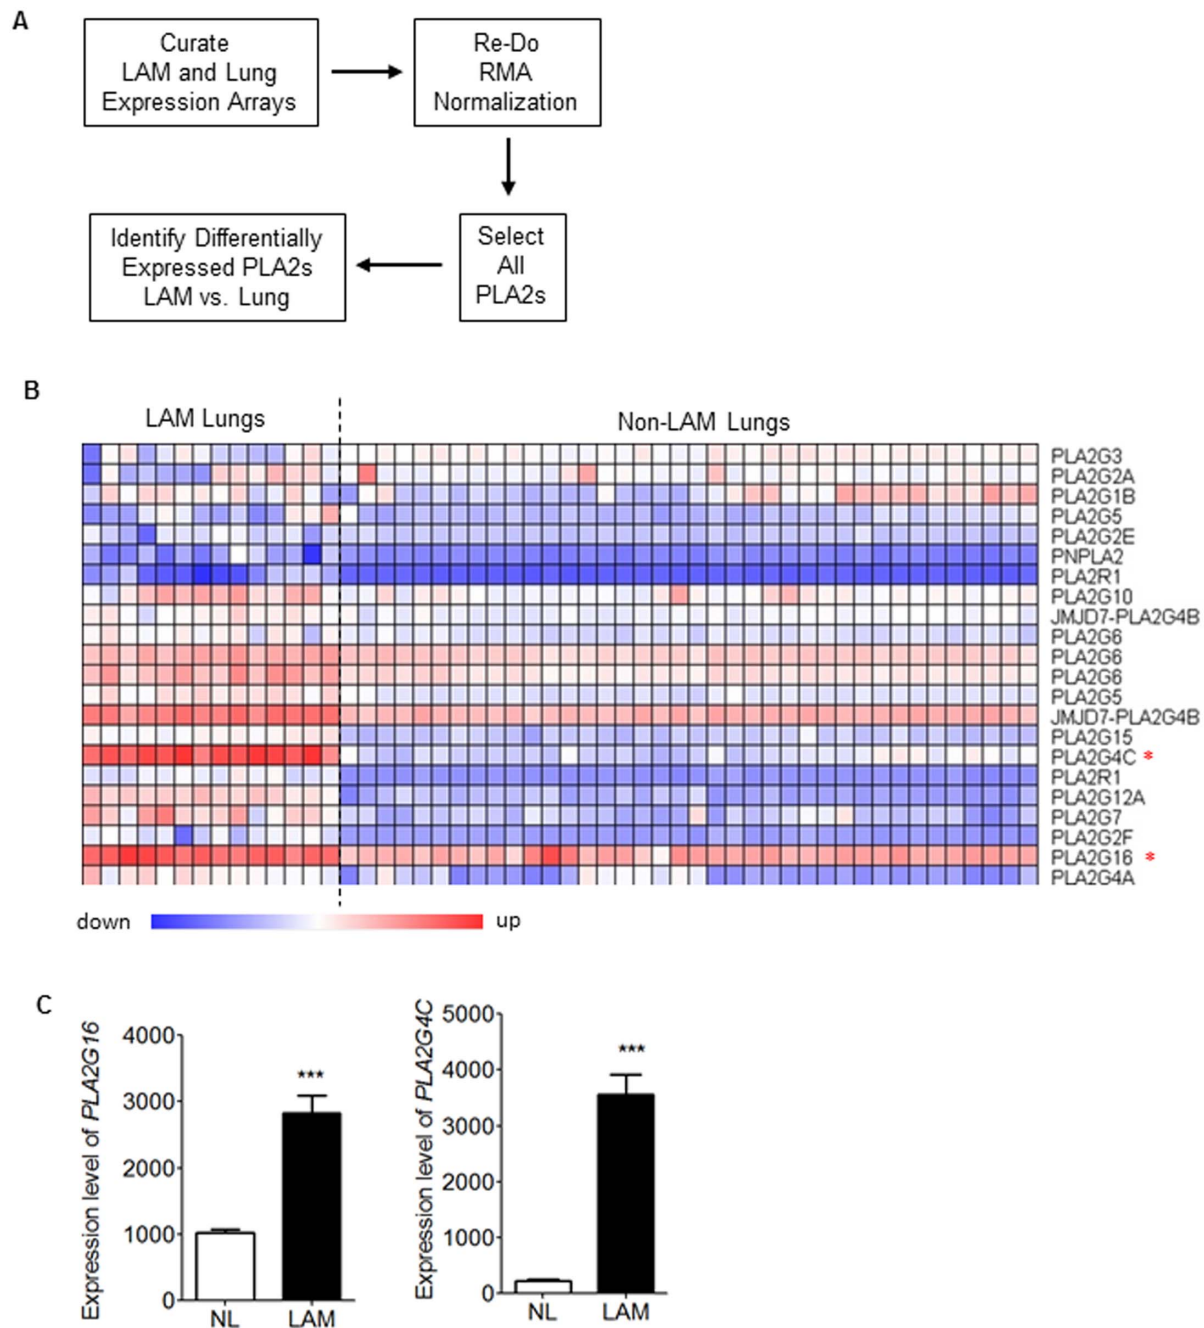 A
Curate
LAM and Lung
Expression Arrays
Re-Do
RMA
Normalization
Identify Differentially
Expressed PLA2s
LAM vs. Lung
Select
All
PLA2s
B
LAM Lungs
Non-LAM Lungs
PLA2G3
PLA2G2A
PLA2G1B
PLA2G5
PLA2G2E
PNPLA2
PLA2R1
PLA2G10
JMJD7-PLA2G4B
PLA2G6
PLA2G6
PLA2G6
PLA2G5
JMJD7-PLA2G4B
PLA2G15
PLA2G4C *
PLA2R1
PLA2G12A
PLA2G7
PLA2G2F
PLA2G16 *
PLA2G4A
down
up
C
Expression level of PLA2G16
4000
3000
2000
1000
0
***
NL LAM
Expression level of PLA2G4C
5000
4000
3000
2000
1000
0
***
NL LAM